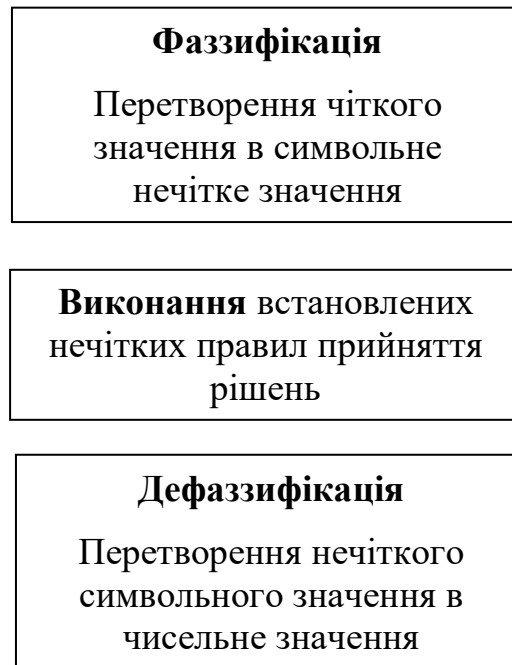 Фаззифікація
Перетворення чіткого
значення в символьне
нечітке значення
Виконання встановлених
нечітких правил прийняття
рішень
Дефаззифікація
Перетворення нечіткого
символьного значення в
чисельне значення